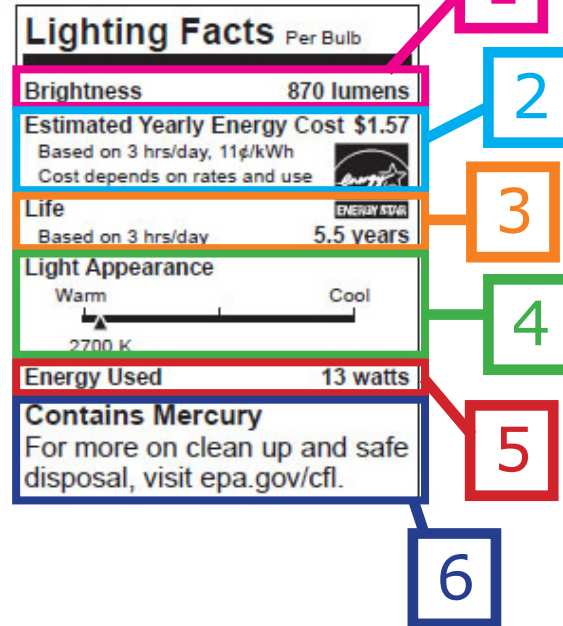 Lighting Facts Per Bulb
Brightness 870 lumens
Estimated Yearly Energy Cost $1.57
Based on 3 hrs/day, 11¢/kWh
Cost depends on rates and use
energy
ENERGY STAR
Life
Based on 3 hrs/day 5.5 years
Light Appearance
Warm Cool
2700 K
Energy Used 13 watts
Contains Mercury
For more on clean up and safe
disposal, visit epa.gov/cfl.
2
3
4
5
6